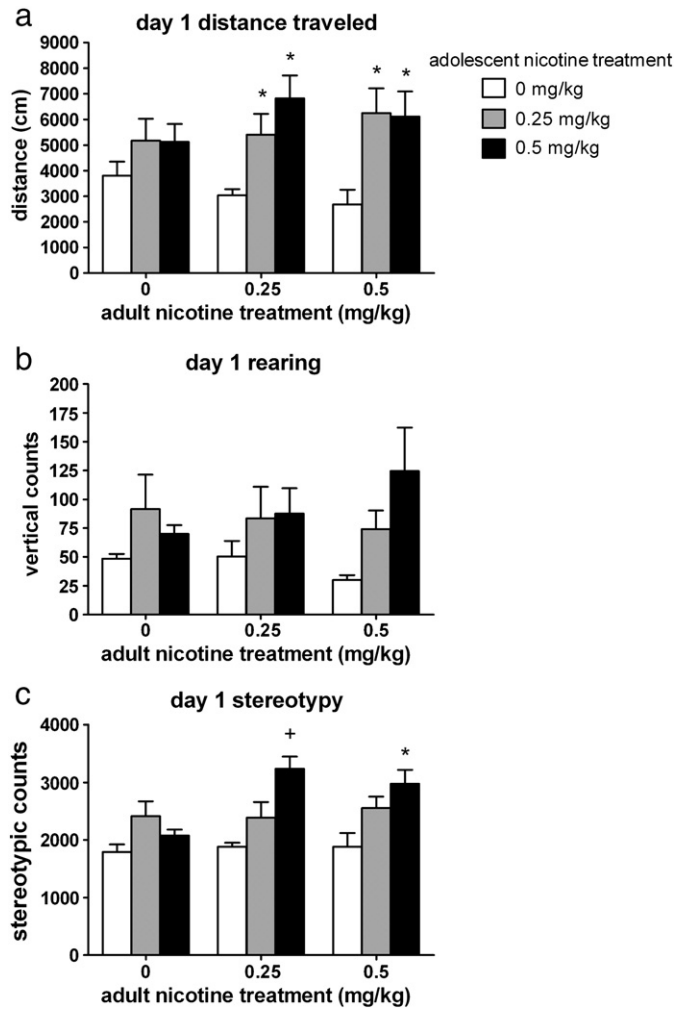 a
day 1 distance traveled
10000
9000
8000
7000
6000
5000
4000
3000
2000
1000
0
distance (cm)
* * * *
0 0.25 0.5
adult nicotine treatment (mg/kg)
adolescent nicotine treatment
0 mg/kg
0.25 mg/kg
0.5 mg/kg
b
day 1 rearing
200
175
150
125
100
75
50
25
0
vertical counts
0 0.25 0.5
adult nicotine treatment (mg/kg)
c
day 1 stereotypy
4000
3000
2000
1000
0
stereotypic counts
+ *
0 0.25 0.5
adult nicotine treatment (mg/kg)